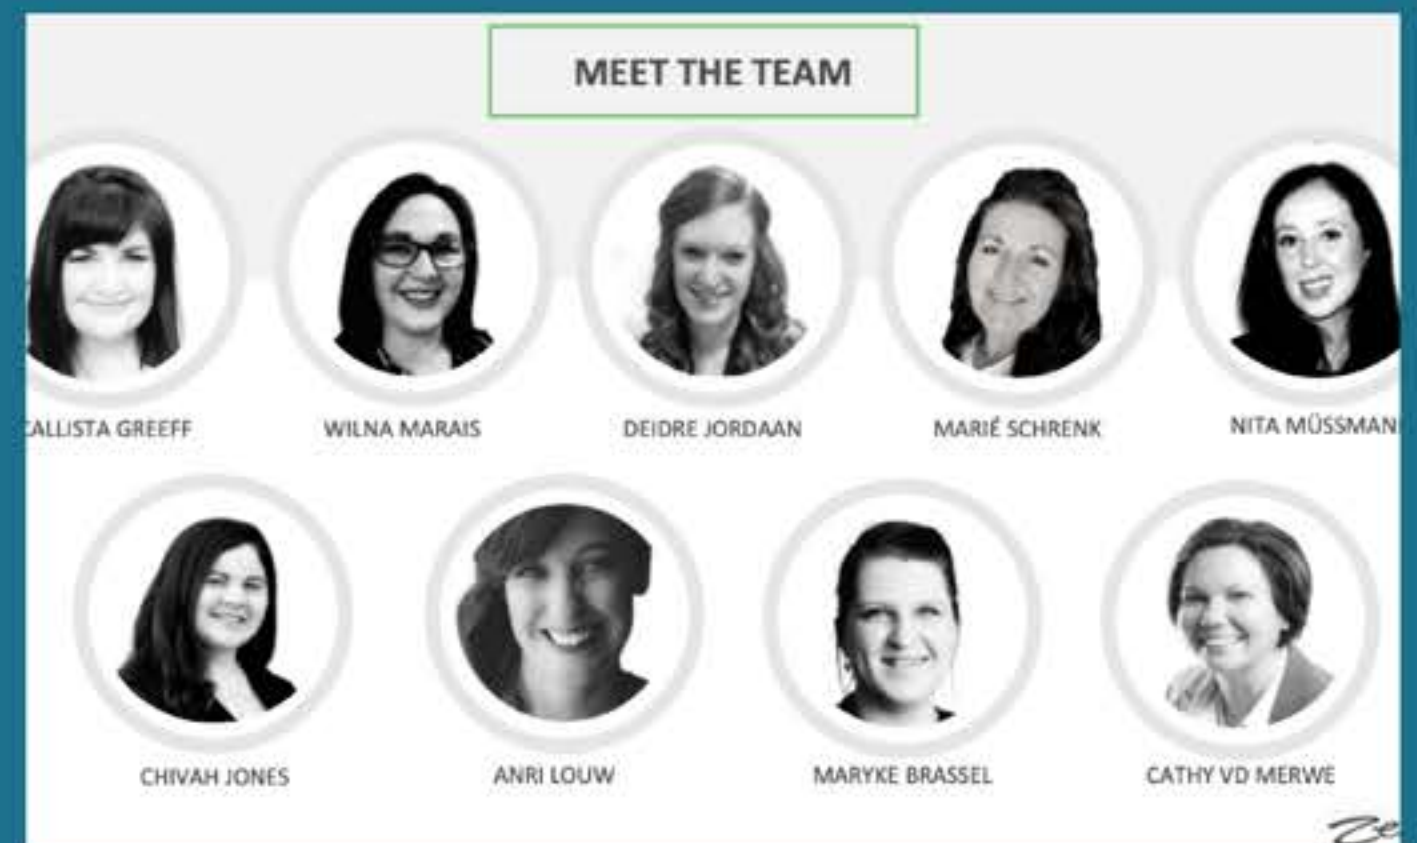 MEET THE TEAM
CALLISTA GREEFF
WILNA MARAIS
DEIDRE JORDAAN
MARIÉ SCHRENK
NITA MÜSSMAN
CHIVAH JONES
ANRI LOUW
MARYKE BRASSEL
CATHY VD MERWE